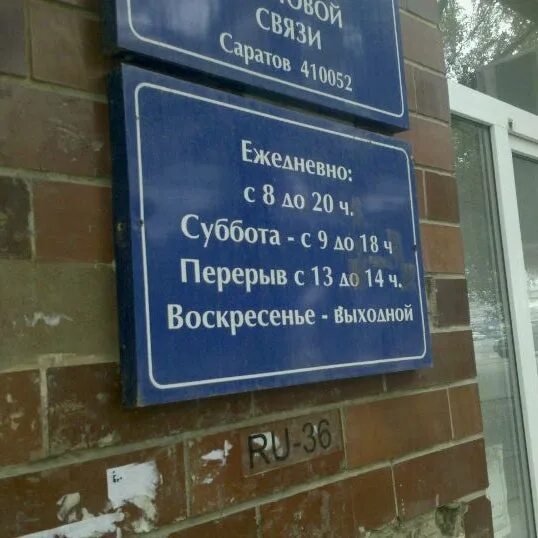 СВЯЗИ
Саратов 410052
Ежедневно:
с 8 до 20 ч.
Суббота - с 9 до 18 ч
Перерыв с 13 до 14 ч.
Воскресенье - выходной
RU-36